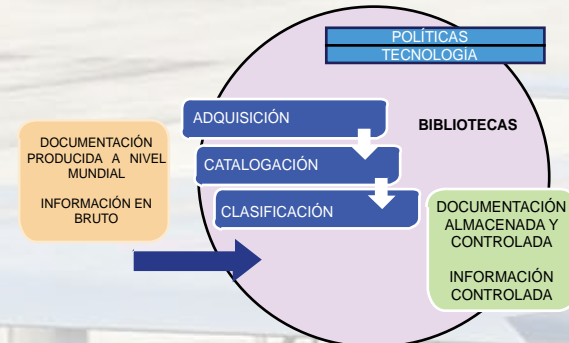 POLÍTICAS
TECNOLOGÍA
ADQUISICIÓN
BIBLIOTECAS
DOCUMENTACIÓN
PRODUCIDA A NIVEL
MUNDIAL
INFORMACIÓN EN
BRUTO
CATALOGACIÓN
CLASIFICACIÓN
DOCUMENTACIÓN
ALMACENADA Y
CONTROLADA
INFORMACIÓN
CONTROLADA